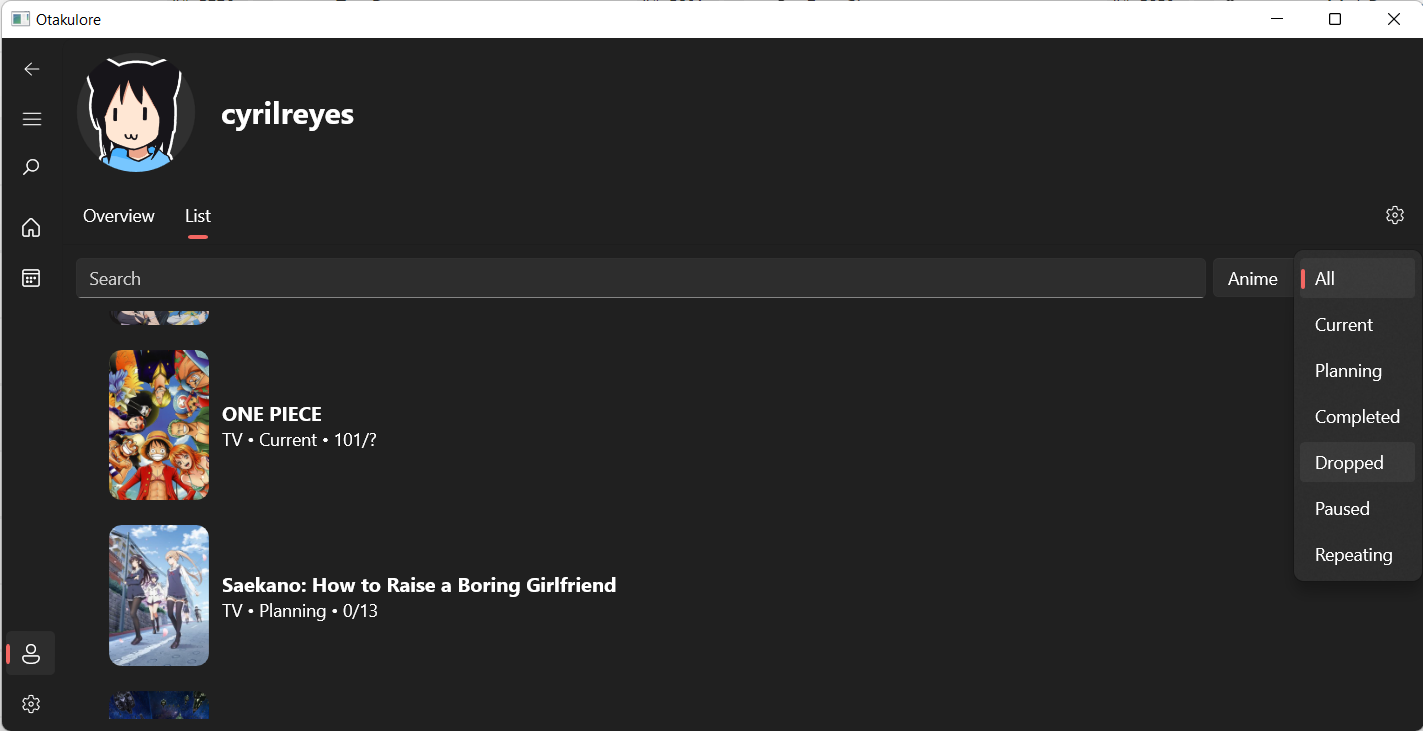 Otakulore
cyrilreyes
Overview
List
Search
Anime
All
Current
Planning
Completed
Dropped
Paused
Repeating
ONE PIECE
TV • Current • 101/?
Saekano: How to Raise a Boring Girlfriend
TV • Planning • 0/13